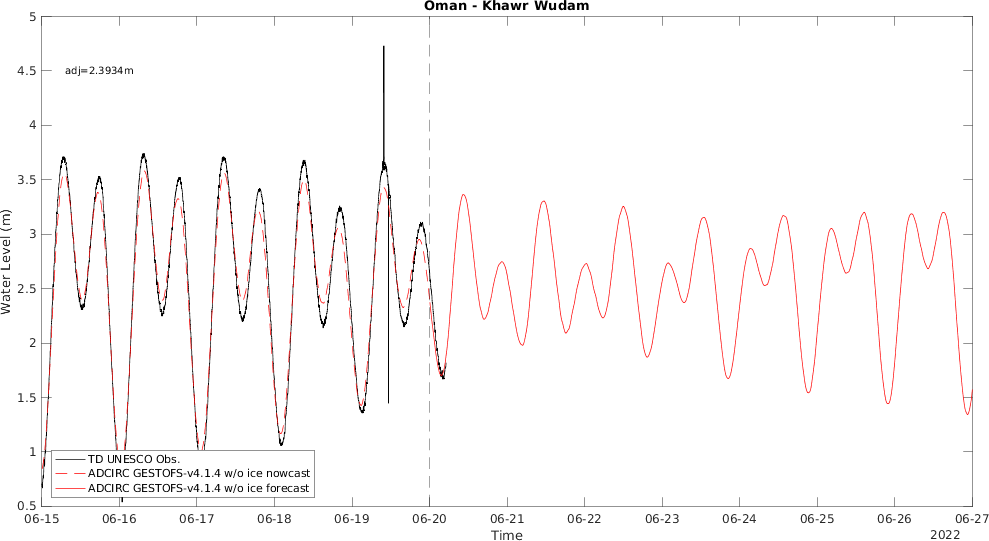 Oman - Khawr Wudam
5
4.5
adj=2.3934m
4
3.5
3
2.5
2
1.5
1
0.5
Water Level (m)
TD UNESCO Obs.
ADCIRC GESTOFS-v4.1.4 w/o ice nowcast
ADCIRC GESTOFS-v4.1.4 w/o ice forecast
06-15 06-16 06-17 06-18 06-19 06-20 06-21 06-22 06-23 06-24 06-25 06-26 06-27
Time
2022